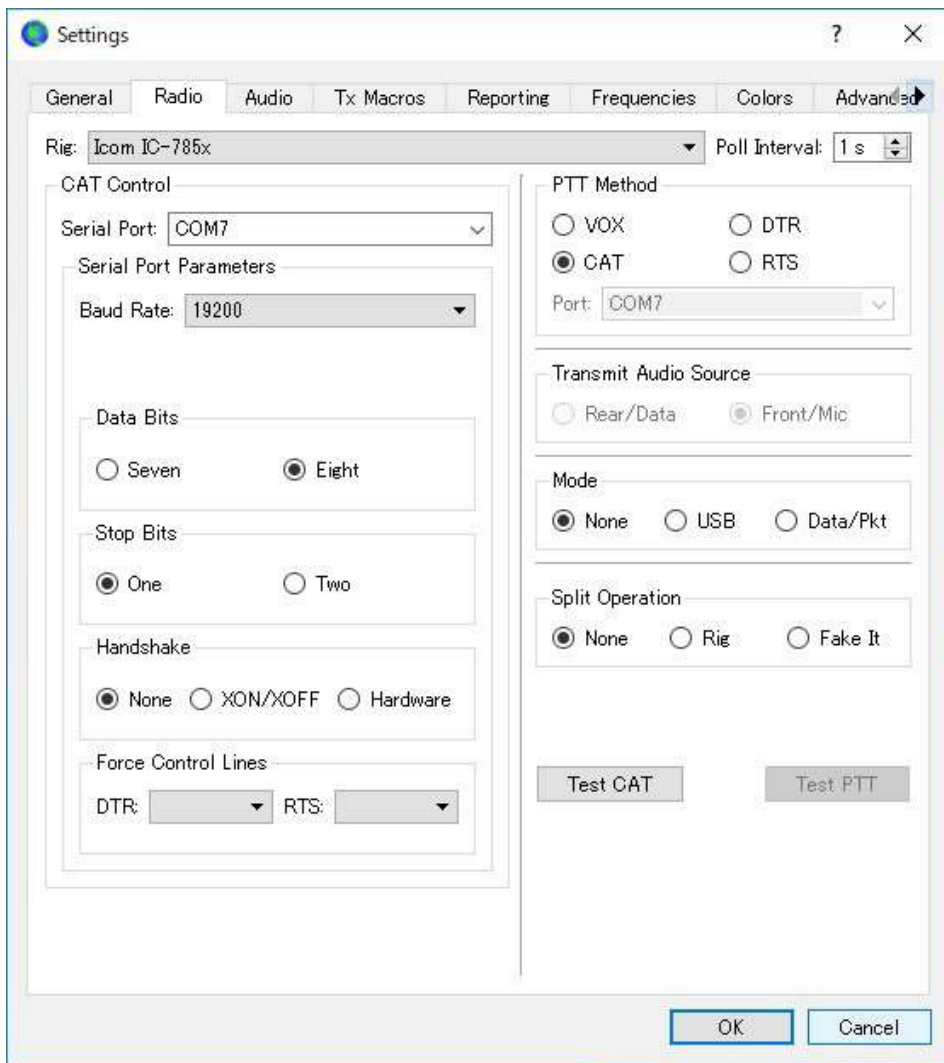 Settings
?
General Radio Audio Tx Macros Reporting Frequencies Colors Advanced
Rig: Icom IC-785x Poll Interval: 1 s
CAT Control
Serial Port: COM7
Serial Port Parameters
Baud Rate: 19200
Data Bits
Seven Eight
Stop Bits
One Two
Handshake
None XON/XOFF Hardware
Force Control Lines
DTR: RTS:
PTT Method
VOX DTR
CAT RTS
Port: COM7
Transmit Audio Source
Rear/Data Front/Mic
Mode
None USB Data/Pkt
Split Operation
None Rig Fake It
Test CAT Test PTT
OK Cancel